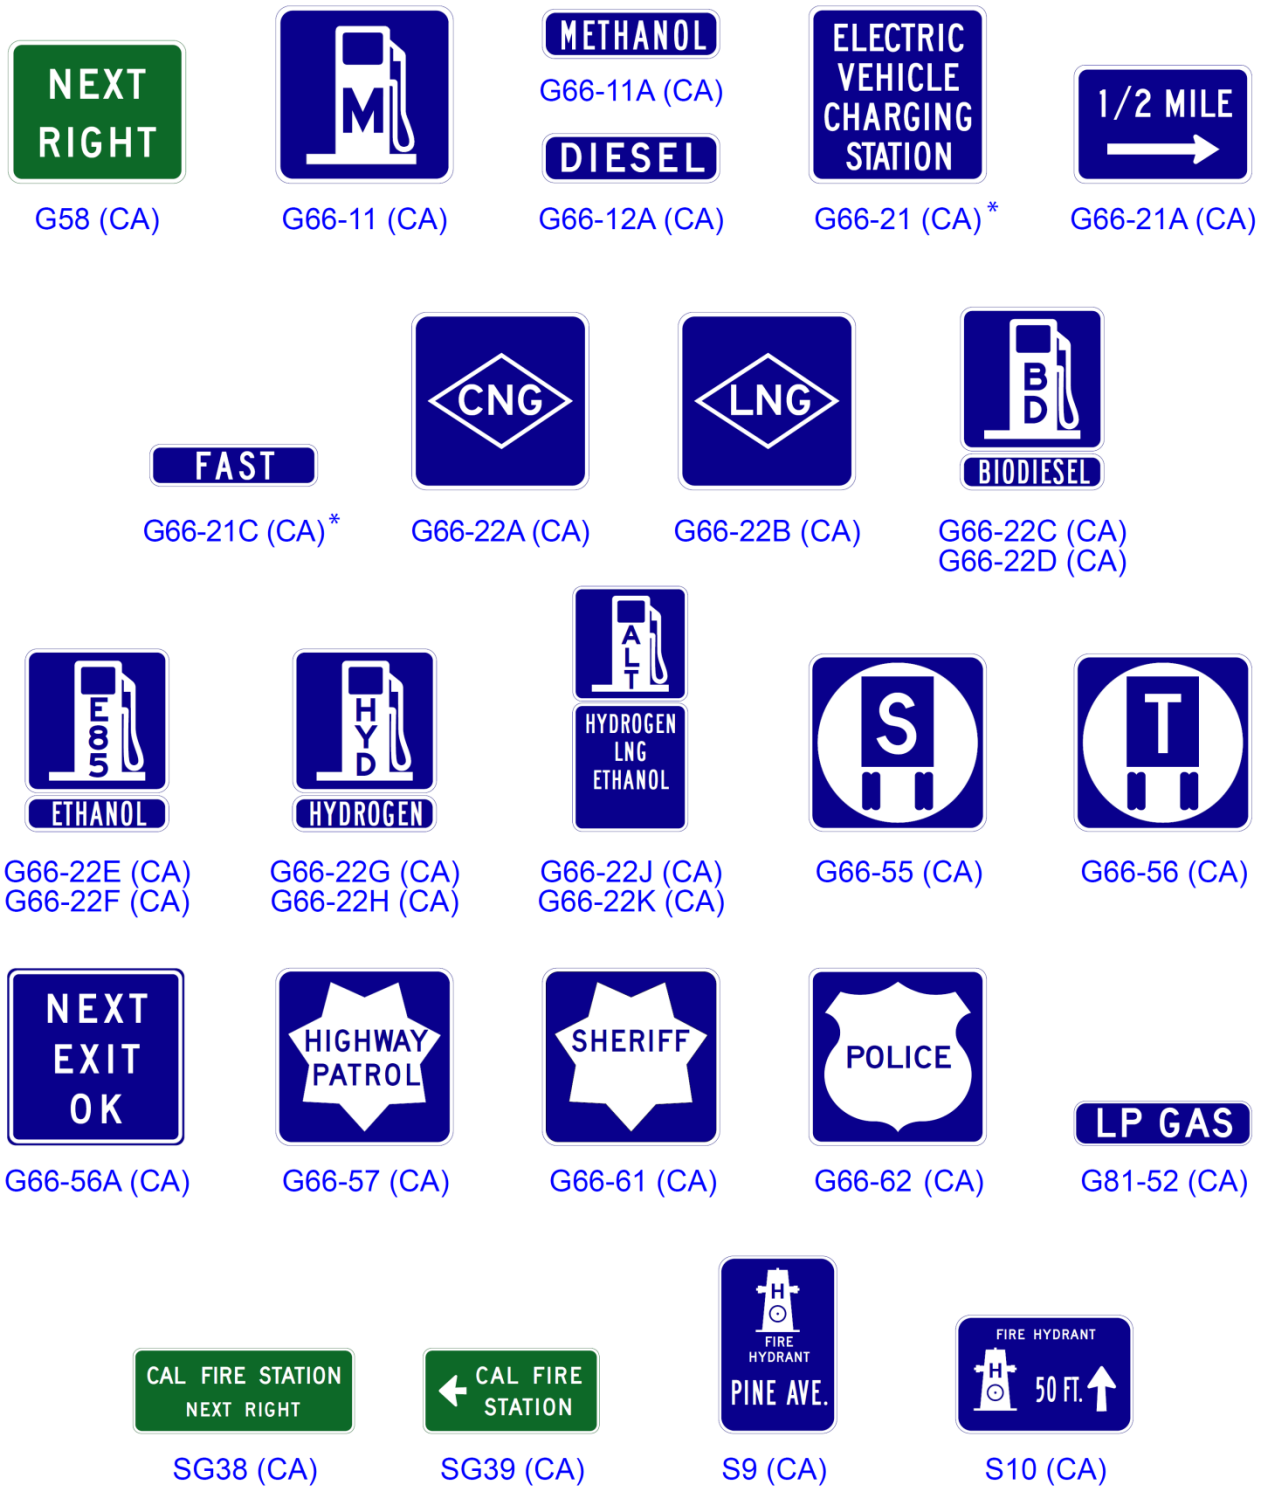 NEXT
RIGHT
G58 (CA)
M
G66-11 (CA)
METHANOL
G66-11A (CA)
DIESEL
G66-12A (CA)
ELECTRIC
VEHICLE
CHARGING
STATION
G66-21 (CA)*
1/2 MILE
G66-21A (CA)
FAST
G66-21C (CA)*
CNG
G66-22A (CA)
LNG
G66-22B (CA)
B
D
BIODIESEL
G66-22C (CA)
G66-22D (CA)
E
8
5
ETHANOL
G66-22E (CA)
G66-22F (CA)
H
Y
D
HYDROGEN
G66-22G (CA)
G66-22H (CA)
A
L
T
HYDROGEN
LNG
ETHANOL
G66-22J (CA)
G66-22K (CA)
S
G66-55 (CA)
T
G66-56 (CA)
NEXT
EXIT
OK
G66-56A (CA)
HIGHWAY
PATROL
G66-57 (CA)
SHERIFF
G66-61 (CA)
POLICE
G66-62 (CA)
LP GAS
G81-52 (CA)
CAL FIRE STATION
NEXT RIGHT
SG38 (CA)
CAL FIRE
STATION
SG39 (CA)
H
FIRE
HYDRANT
PINE AVE.
S9 (CA)
FIRE HYDRANT
H
50 FT.
S10 (CA)